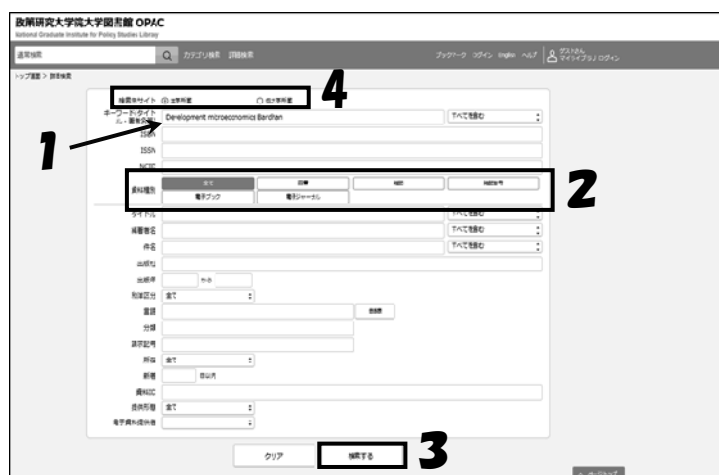 政策研究大学院大学図書館 OPAC
National Graduate Institute for Policy Studies Library
通常検索 カテゴリ検索 詳細検索 ブックマーク ログイン English ヘルプ ゲストさん
マイライブラリ ログイン
トップ画面 > 詳細検索
4
検索先サイト 本学所蔵 他大学所蔵
1
キーワード(タイトル・著者名等) Development microeconomics Bardhan すべてを含む
ISBN
ISSN
NCID
2
資料種別 全て 図書 雑誌 雑誌巻号
電子ブック 電子ジャーナル
タイトル すべてを含む
編著者名 すべてを含む
件名 すべてを含む
出版社
出版年 から
別置区分 全て
言語
分類
請求記号
所在 全て
新着 日以内
資料ID
提供形態 全て
電子資料提供者
クリア 検索する 3